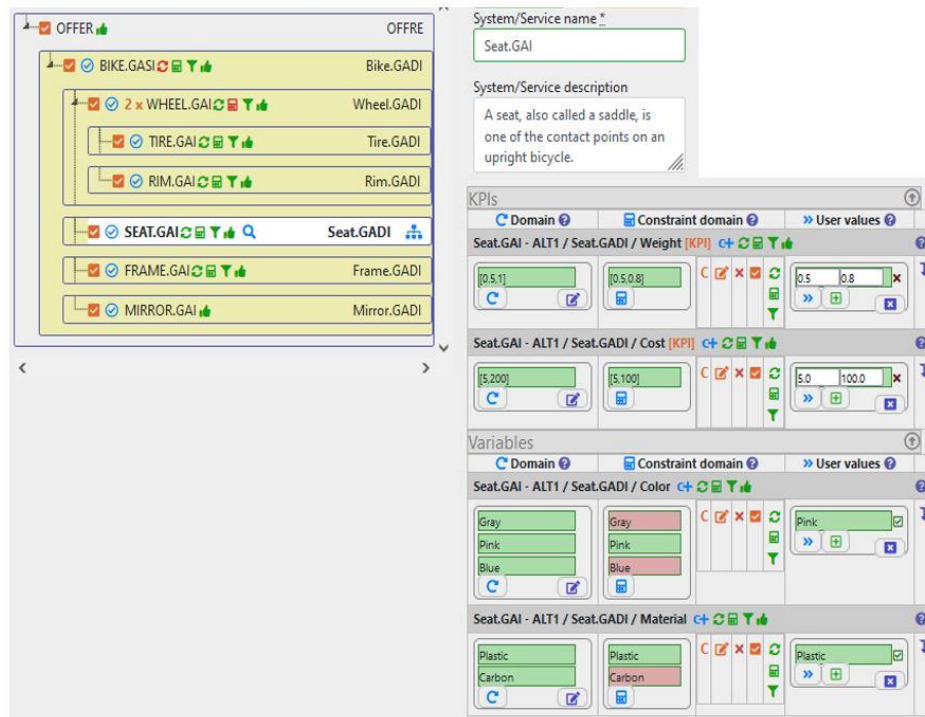 OFFER OFFRE
BIKE.GASI Bike.GADI
2 x WHEEL.GAI Wheel.GADI
TIRE.GAI Tire.GADI
RIM.GAI Rim.GADI
SEAT.GAI Seat.GADI
FRAME.GAI Frame.GADI
MIRROR.GAI Mirror.GADI
System/Service name *
Seat.GAI
System/Service description
A seat, also called a saddle, is
one of the contact points on an
upright bicycle.
KPIs
Domain Constraint domain User values
Seat.GAI - ALT1 / Seat.GADI / Weight [KPI]
[0.5,1] [0.5,0.8] 0.5 0.8
Seat.GAI - ALT1 / Seat.GADI / Cost [KPI]
[5,200] [5,100] 5.0 100.0
Variables
Domain Constraint domain User values
Seat.GAI - ALT1 / Seat.GADI / Color
Gray Gray Pink
Pink Pink
Blue Blue
Seat.GAI - ALT1 / Seat.GADI / Material
Plastic Plastic Plastic
Carbon Carbon